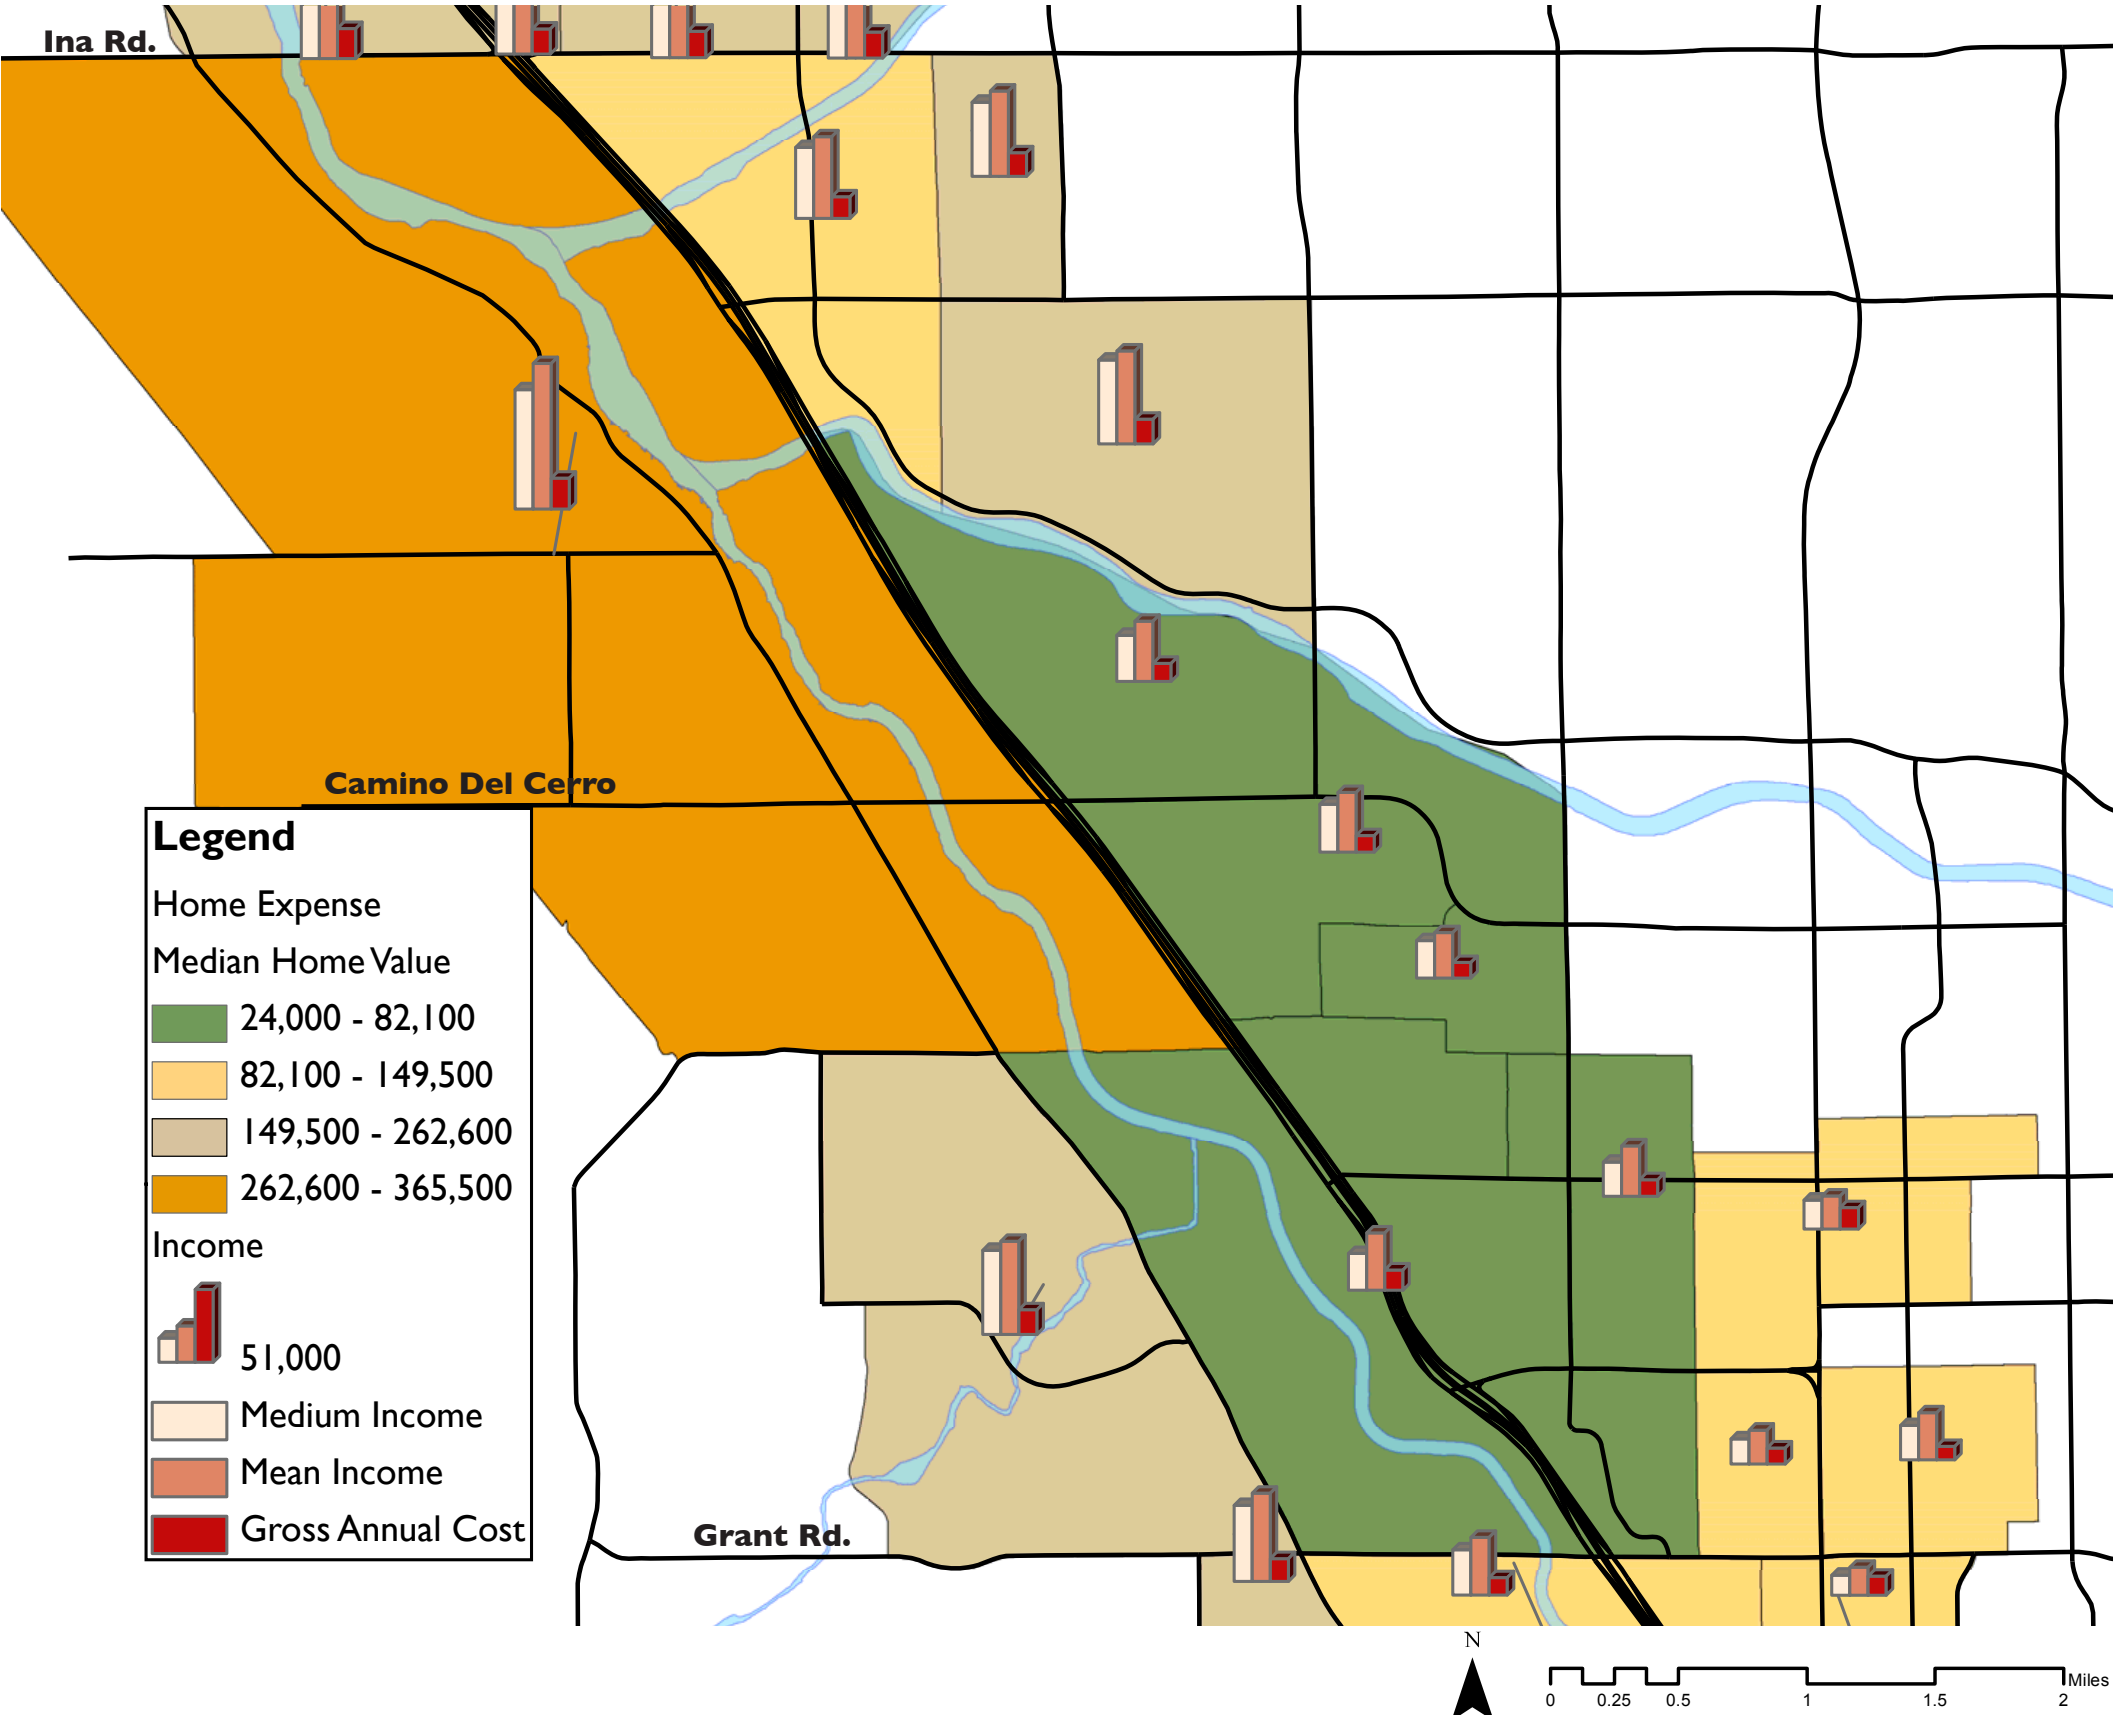 Ina Rd.
Camino Del Cerro
Legend
Home Expense
Median Home Value
24,000 - 82,100
82,100 - 149,500
149,500 - 262,600
262,600 - 365,500
Income
51,000
Medium Income
Mean Income
Gross Annual Cost
Grant Rd.
N
Miles
0 0.25 0.5 1 1.5 2